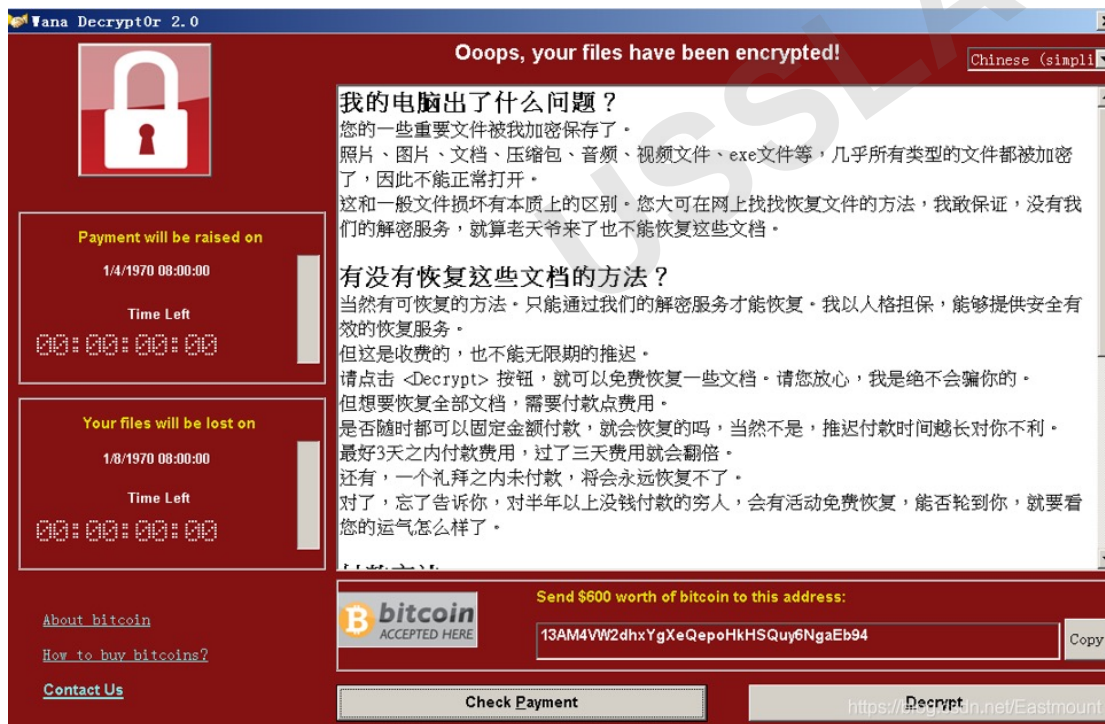 Wana Decrypt0r 2.0
Ooops, your files have been encrypted!
Chinese (simpli
我的电脑出了什么问题？
您的一些重要文件被我加密保存了。
照片、图片、文档、压缩包、音频、视频文件、exe文件等，几乎所有类型的文件都被加密
了，因此不能正常打开。
这和一般文件损坏有本质上的区别。您大可在网上找找恢复文件的方法，我敢保证，没有我
们的解密服务，就算老天爷来了也不能恢复这些文档。
有没有恢复这些文档的方法？
当然有可恢复的方法。只能通过我们的解密服务才能恢复。我以人格担保，能够提供安全有
效的恢复服务。
但这是收费的，也不能无限期的推迟。
请点击 <Decrypt> 按钮，就可以免费恢复一些文档。请您放心，我是绝不会骗你的。
但想要恢复全部文档，需要付款点费用。
是否随时都可以固定金额付款，就会恢复的吗，当然不是，推迟付款时间越长对你不利。
最好3天之内付款费用，过了三天费用就会翻倍。
还有，一个礼拜之内未付款，将会永远恢复不了。
对了，忘了告诉你，对半年以上没钱付款的穷人，会有活动免费恢复，能否轮到你，就要看
您的运气怎么样了。
Payment will be raised on
1/4/1970 08:00:00
Time Left
00:00:00:00
Your files will be lost on
1/8/1970 08:00:00
Time Left
00:00:00:00
About bitcoin
How to buy bitcoins?
Contact Us
bitcoin
ACCEPTED HERE
Send $600 worth of bitcoin to this address:
13AM4VW2dhxYgXeQepoHkHSQuy6NgaEb94
Copy
Check Payment
Decrypt
USSLA